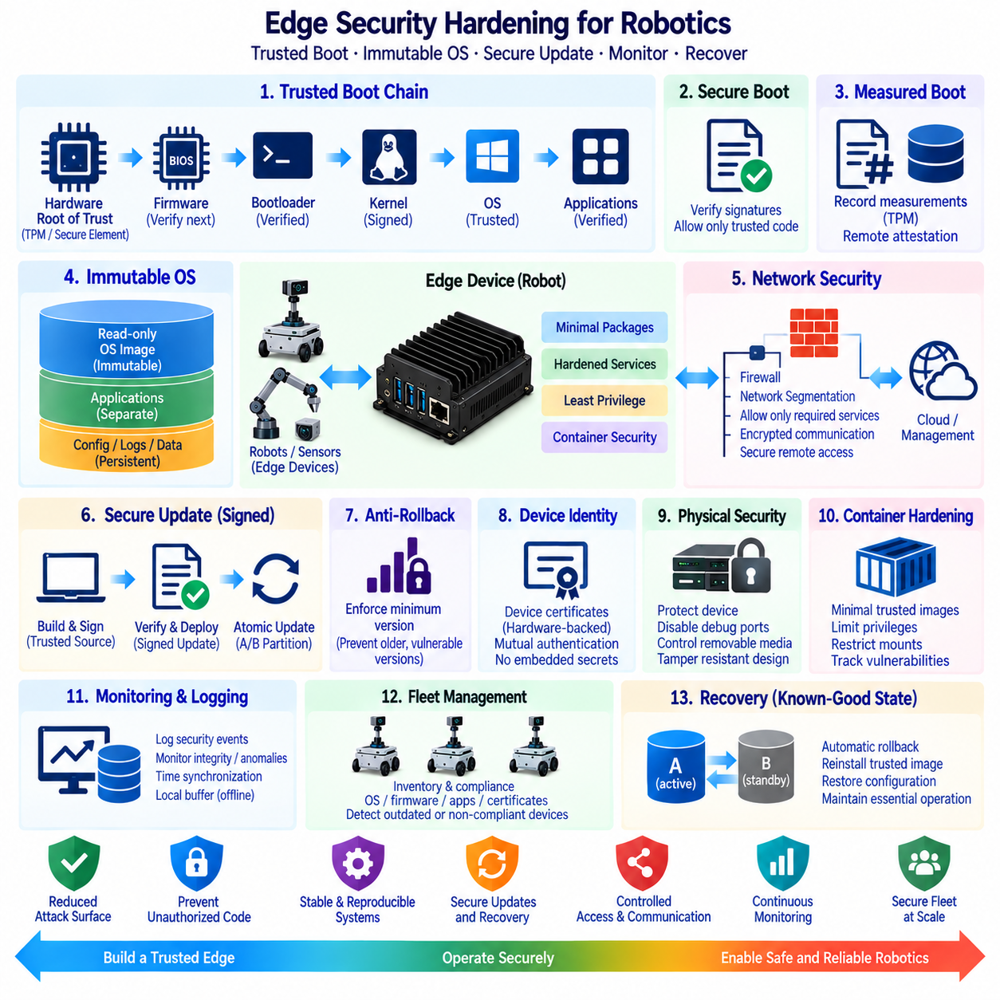 Edge Security Hardening for Robotics
Trusted Boot · Immutable OS · Secure Update · Monitor · Recover
1. Trusted Boot Chain
Hardware
Root of Trust
(TPM / Secure Element)
BIOS
Firmware
(Verify next)
Bootloader
(Verified)
Kernel
(Signed)
OS
(Trusted)
Applications
(Verified)
2. Secure Boot
Verify signatures
Allow only trusted code
3. Measured Boot
#
Record measurements
(TPM)
Remote attestation
4. Immutable OS
Read-only
OS Image
(Immutable)
Applications
(Separate)
Config / Logs / Data
(Persistent)
Edge Device (Robot)
Robots / Sensors
(Edge Devices)
Minimal Packages
Hardened Services
Least Privilege
Container Security
5. Network Security
Firewall
Network Segmentation
Allow only required services
Encrypted communication
Secure remote access
Cloud /
Management
6. Secure Update (Signed)
Build & Sign
(Trusted Source)
Verify & Deploy
(Signed Update)
Atomic Update
(A/B Partition)
7. Anti-Rollback
Enforce minimum
version
(Prevent older, vulnerable
versions)
8. Device Identity
Device certificates
(Hardware-backed)
Mutual authentication
No embedded secrets
9. Physical Security
Protect device
Disable debug ports
Control removable media
Tamper resistant design
10. Container Hardening
Minimal trusted images
Limit privileges
Restrict mounts
Track vulnerabilities
11. Monitoring & Logging
Log security events
Monitor integrity / anomalies
Time synchronization
Local buffer (offline)
12. Fleet Management
Inventory & compliance
OS / firmware / apps / certificates
Detect outdated or non-compliant devices
13. Recovery (Known-Good State)
A
(active)
B
(standby)
Automatic rollback
Reinstall trusted image
Restore configuration
Maintain essential operation
Reduced
Attack Surface
Prevent
Unauthorized Code
Stable & Reproducible
Systems
Secure Updates
and Recovery
Controlled
Access & Communication
Continuous
Monitoring
Secure Fleet
at Scale
Build a Trusted Edge
Operate Securely
Enable Safe and Reliable Robotics